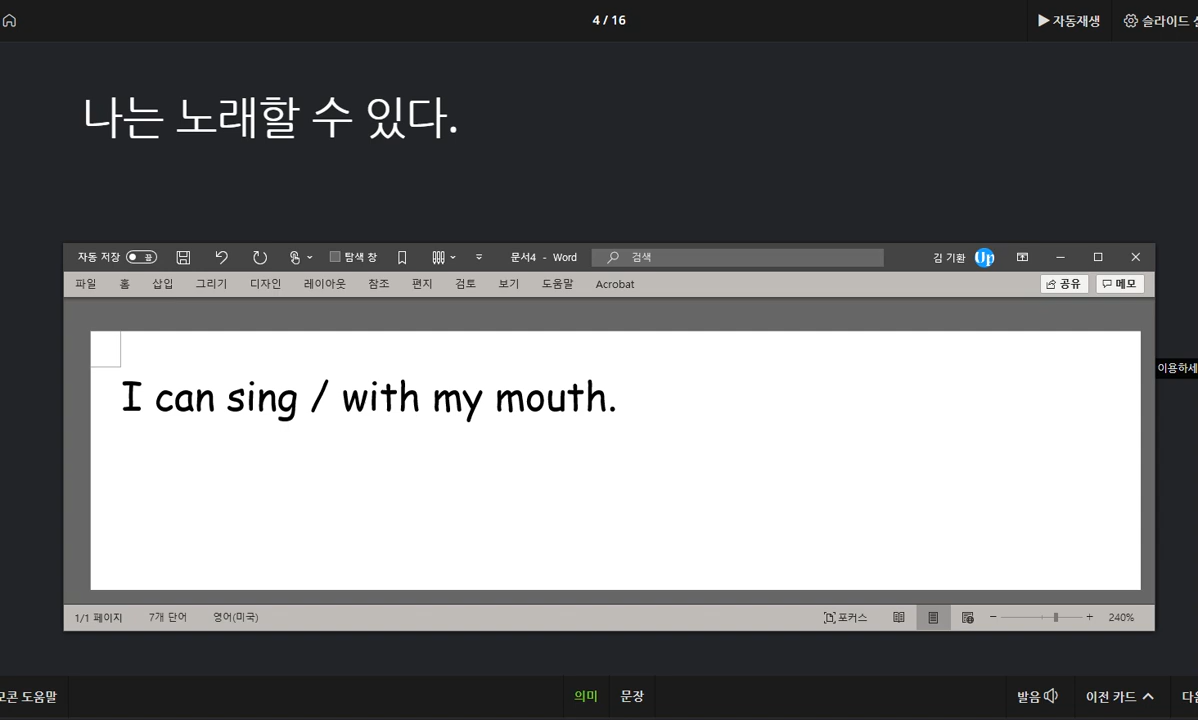 4 / 16
▶ 자동재생
슬라이드
나는 노래할 수 있다.
자동 저장 끔
탐색 창
문서4 - Word
검색
김 기환
Up
파일 홈 삽입 그리기 디자인 레이아웃 참조 편지 검토 보기 도움말 Acrobat
공유 메모
이용하세
I can sing / with my mouth.
1/1 페이지 7개 단어 영어(미국)
포커스
- + 240%
도움말
의미 문장
발음 이전 카드